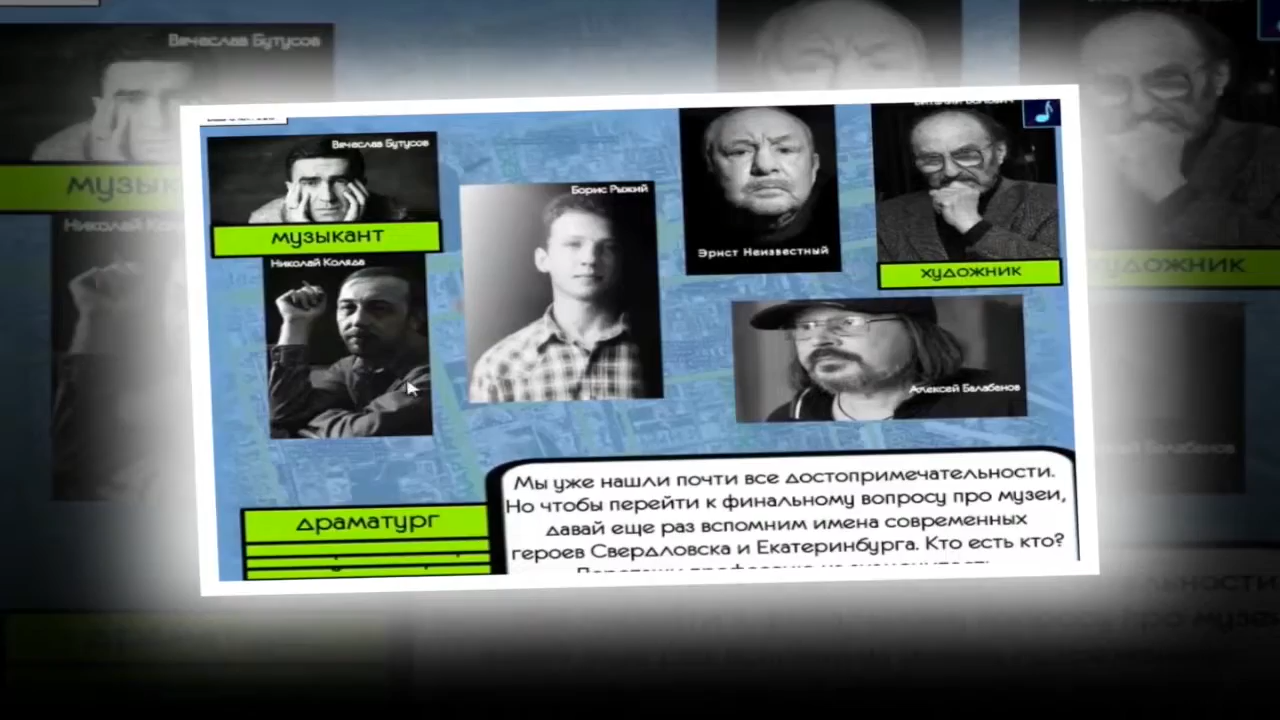 Вячеслав Бутусов
музыкант
Николай Коляда
Борис Рыжий
Эрнст Неизвестный
художник
Алексей Балабанов
драматург
Мы уже нашли почти все достопримечательности.
Но чтобы перейти к финальному вопросу про музеи,
давай еще раз вспомним имена современных
героев Свердловска и Екатеринбурга. Кто есть кто?